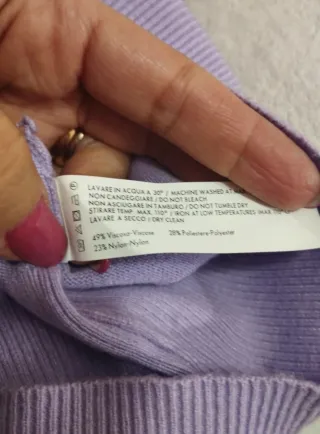 LAVARE IN ACQUA A 30° / MACHINE WASHED AT
NON CANDEGGIARE / DO NOT BLEACH
NON ASCIUGARE IN TAMBURO / DO NOT TUMBLE DRY
STIRARE TEMP. MAX. 110° / IRON AT LOW TEMPERATURES (MAX.
LAVARE A SECCO / DRY CLEAN
49% Viscosa-Viscose 28% Poliestere-Polyester
23% Nylon-Nylon